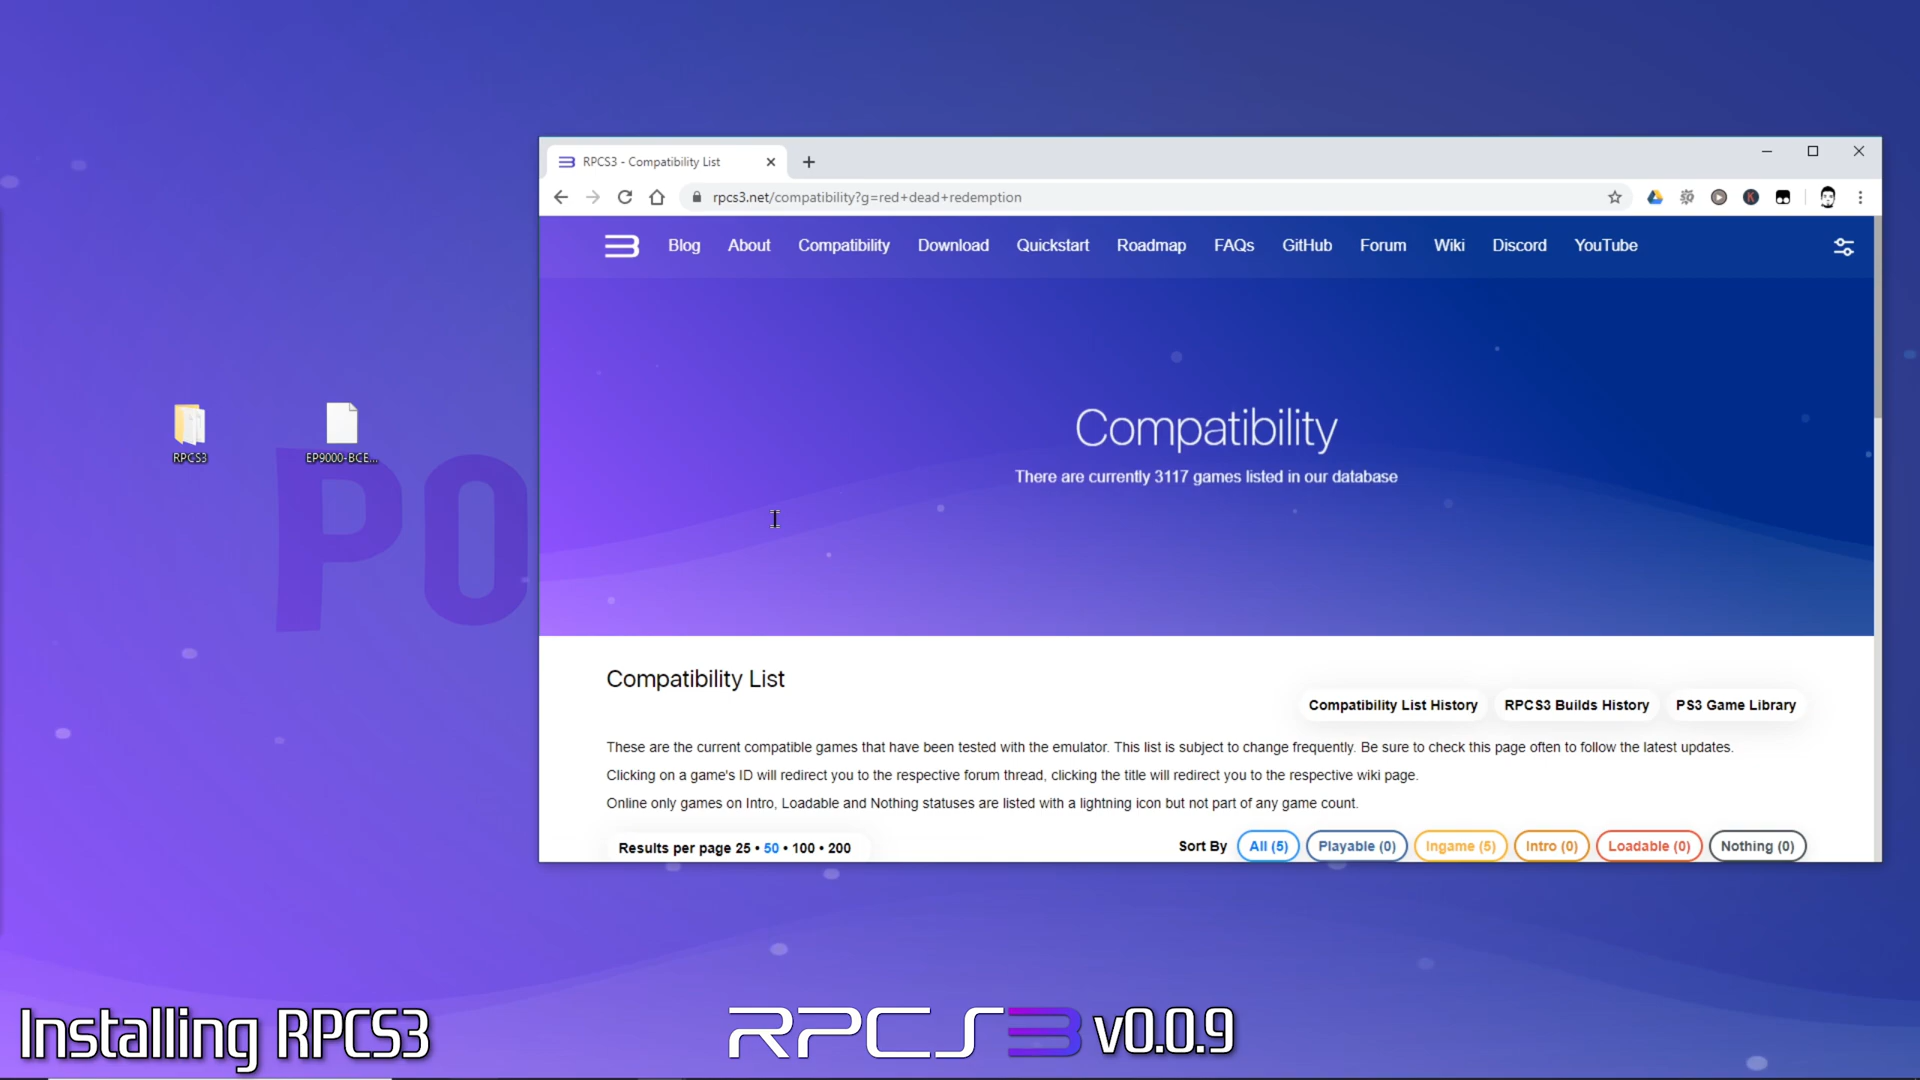 RPCS3 - Compatibility List
rpcs3.net/compatibility?g=red+dead+redemption
Blog About Compatibility Download Quickstart Roadmap FAQs GitHub Forum Wiki Discord YouTube
Compatibility
There are currently 3117 games listed in our database
RPCS3
EP9000-BCE...
PO
Compatibility List
Compatibility List History RPCS3 Builds History PS3 Game Library
These are the current compatible games that have been tested with the emulator. This list is subject to change frequently. Be sure to check this page often to follow the latest updates.
Clicking on a game's ID will redirect you to the respective forum thread, clicking the title will redirect you to the respective wiki page.
Online only games on Intro, Loadable and Nothing statuses are listed with a lightning icon but not part of any game count.
Results per page 25 • 50 • 100 • 200 Sort By All (5) Playable (0) Ingame (5) Intro (0) Loadable (0) Nothing (0)
Installing RPCS3 RPCS3 v0.0.9